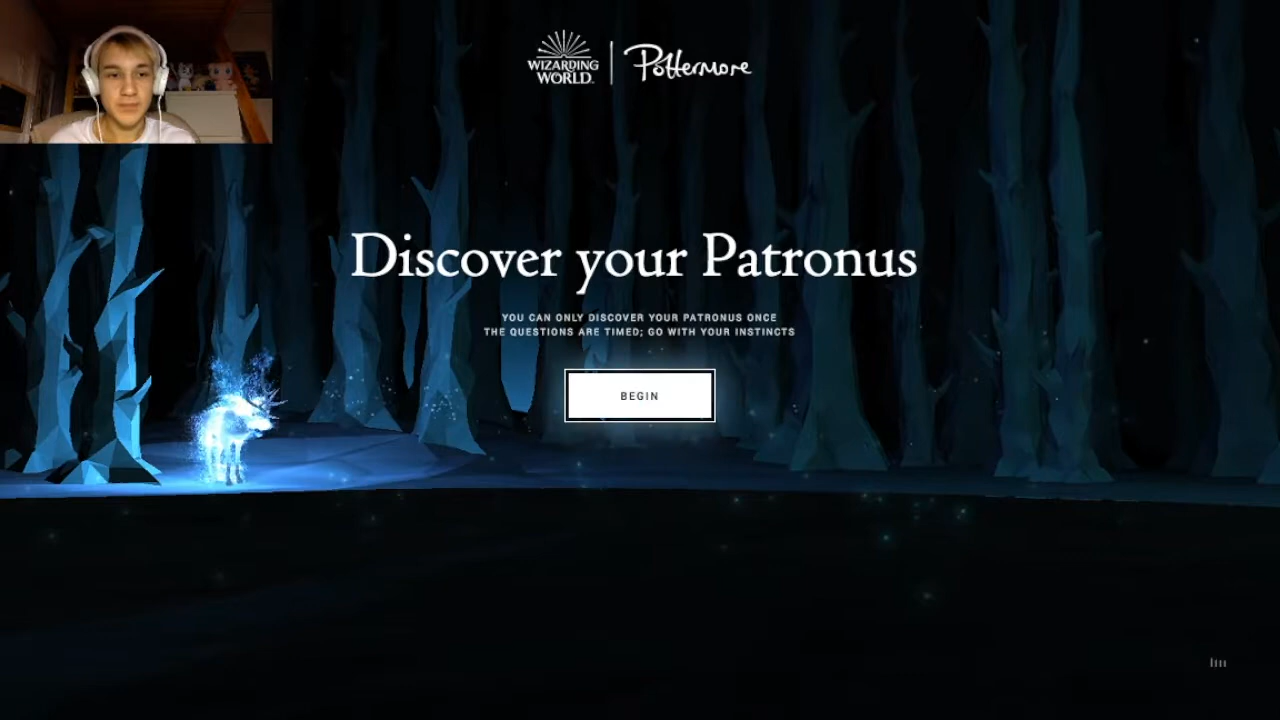 WIZARDING
WORLD
Pottermore
Discover your Patronus
YOU CAN ONLY DISCOVER YOUR PATRONUS ONCE
THE QUESTIONS ARE TIMED; GO WITH YOUR INSTINCTS
BEGIN